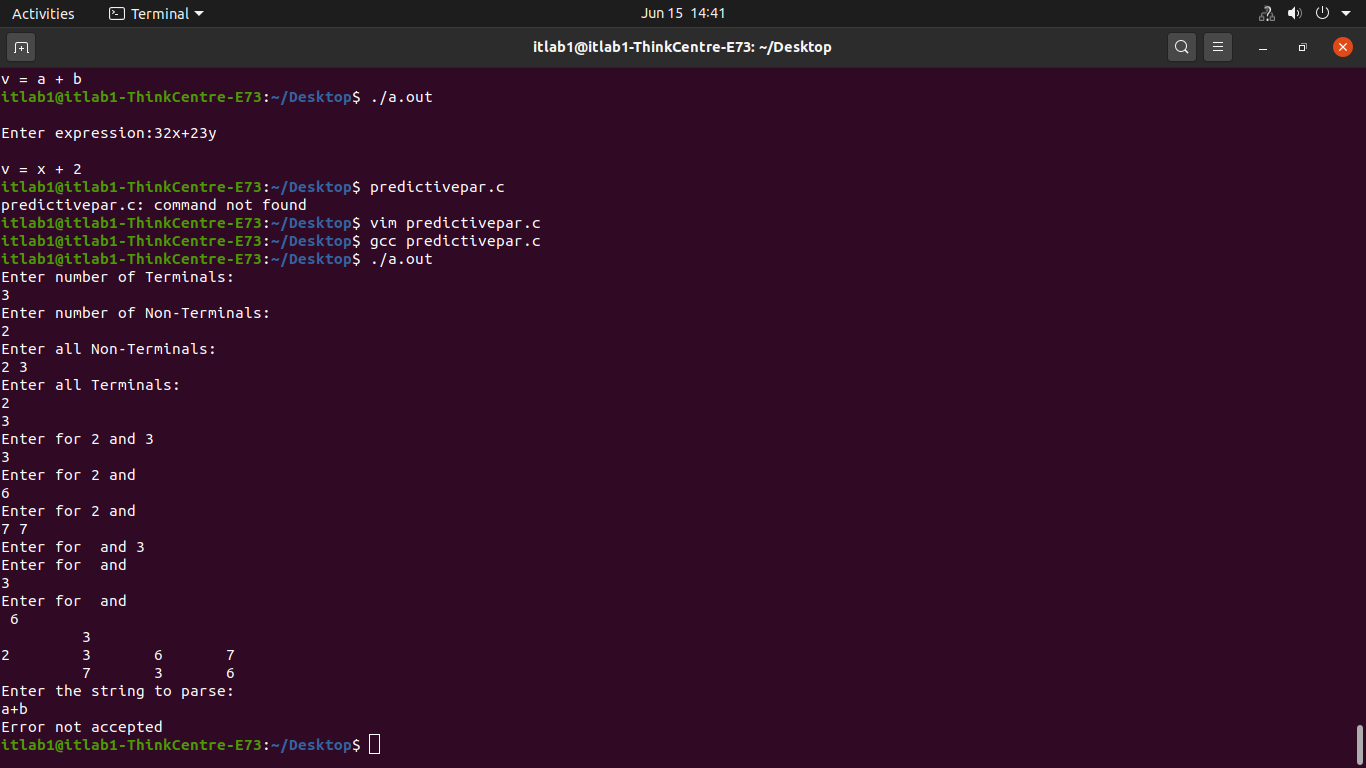 Activities Terminal Jun 15 14:41
itlab1@itlab1-ThinkCentre-E73: ~/Desktop
v = a + b
itlab1@itlab1-ThinkCentre-E73:~/Desktop$ ./a.out

Enter expression:32x+23y

v = x + 2
itlab1@itlab1-ThinkCentre-E73:~/Desktop$ predictivepar.c
predictivepar.c: command not found
itlab1@itlab1-ThinkCentre-E73:~/Desktop$ vim predictivepar.c
itlab1@itlab1-ThinkCentre-E73:~/Desktop$ gcc predictivepar.c
itlab1@itlab1-ThinkCentre-E73:~/Desktop$ ./a.out
Enter number of Terminals:
3
Enter number of Non-Terminals:
2
Enter all Non-Terminals:
2 3
Enter all Terminals:
2
3
Enter for 2 and 3
3
Enter for 2 and
6
Enter for 2 and
7 7
Enter for  and 3
Enter for  and
3
Enter for  and
 6
         3
2        3       6       7
         7       3       6
Enter the string to parse:
a+b
Error not accepted
itlab1@itlab1-ThinkCentre-E73:~/Desktop$